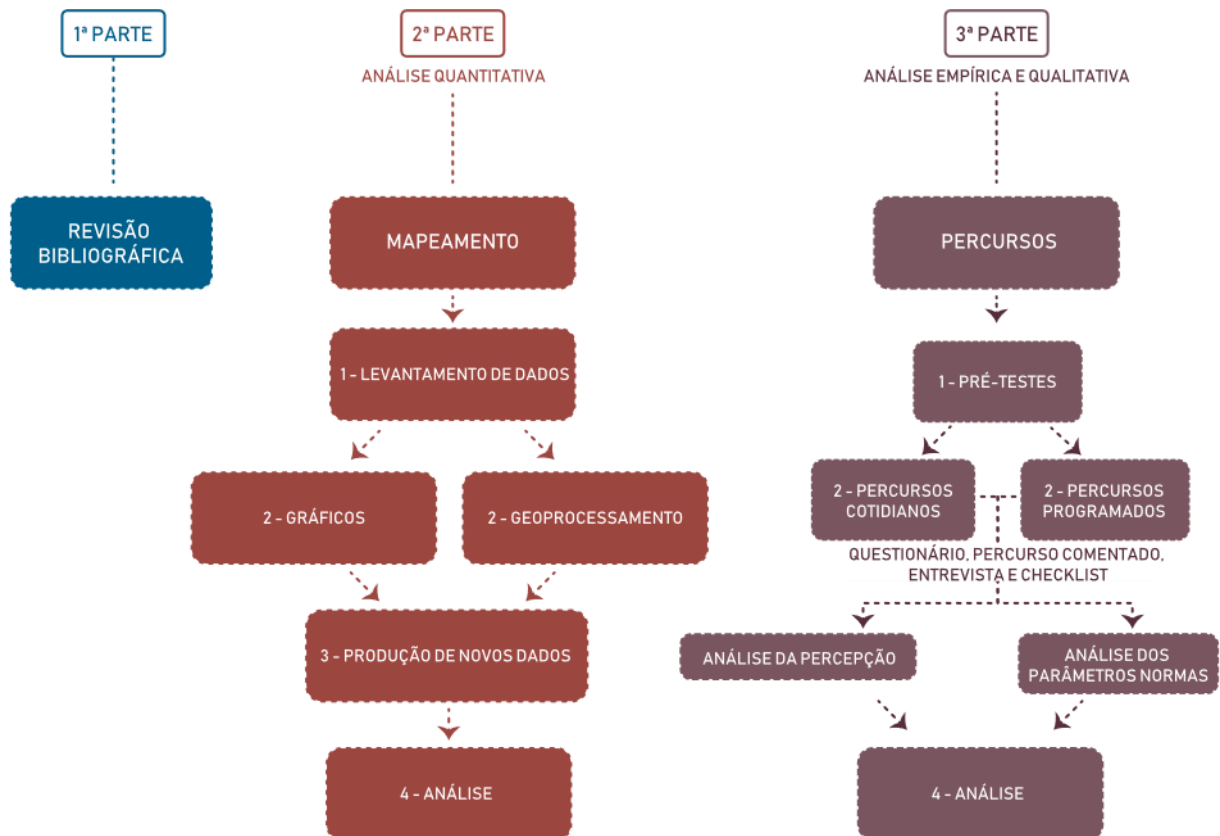 1ª PARTE
REVISÃO
BIBLIOGRÁFICA
2ª PARTE
ANÁLISE QUANTITATIVA
MAPEAMENTO
1 - LEVANTAMENTO DE DADOS
2 - GRÁFICOS
2 - GEOPROCESSAMENTO
3 - PRODUÇÃO DE NOVOS DADOS
4 - ANÁLISE
3ª PARTE
ANÁLISE EMPÍRICA E QUALITATIVA
PERCURSOS
1 - PRÉ-TESTES
2 - PERCURSOS
COTIDIANOS
2 - PERCURSOS
PROGRAMADOS
QUESTIONÁRIO, PERCURSO COMENTADO,
ENTREVISTA E CHECKLIST
ANÁLISE DA PERCEPÇÃO
ANÁLISE DOS
PARÂMETROS NORMAS
4 - ANÁLISE